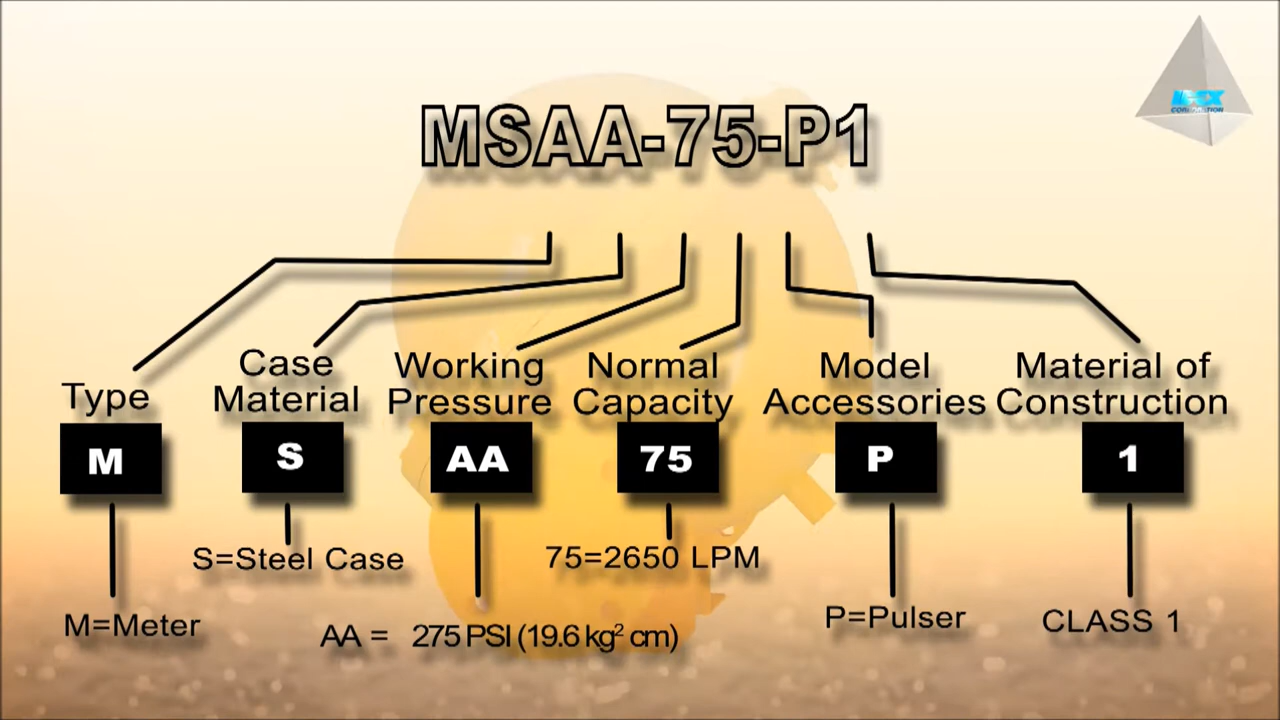 MSAA-75-P1
Type
Case
Material
Working
Pressure
Normal
Capacity
Model
Accessories
Material of
Construction
M
S
AA
75
P
1
S=Steel Case
75=2650 LPM
M=Meter
AA = 275 PSI (19.6 kg² cm)
P=Pulser
CLASS 1